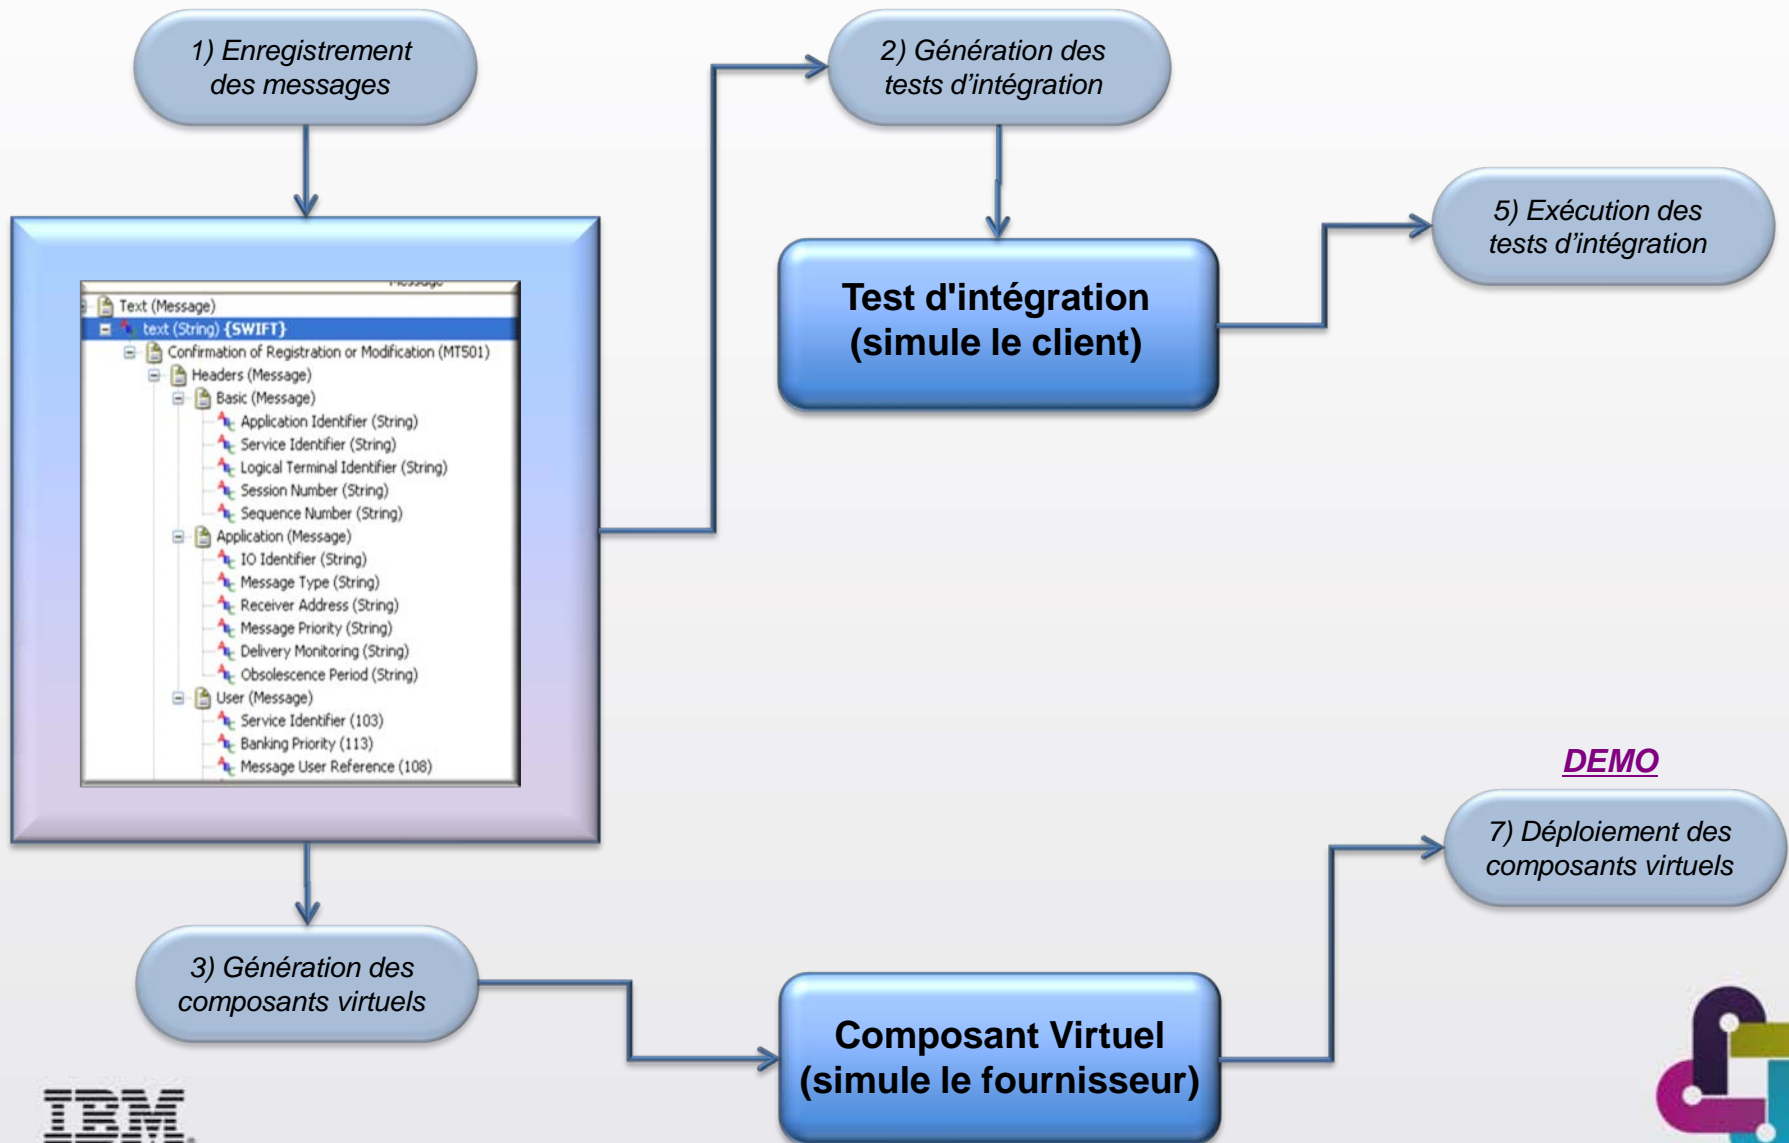 1) Enregistrement
des messages
2) Génération des
tests d’intégration
5) Exécution des
tests d’intégration
Message
Text (Message)
text (String) {SWIFT}
Confirmation of Registration or Modification (MT501)
Headers (Message)
Basic (Message)
Application Identifier (String)
Service Identifier (String)
Logical Terminal Identifier (String)
Session Number (String)
Sequence Number (String)
Application (Message)
IO Identifier (String)
Message Type (String)
Receiver Address (String)
Message Priority (String)
Delivery Monitoring (String)
Obsolescence Period (String)
User (Message)
Service Identifier (103)
Banking Priority (113)
Message User Reference (108)
Test d'intégration
(simule le client)
DEMO
7) Déploiement des
composants virtuels
3) Génération des
composants virtuels
Composant Virtuel
(simule le fournisseur)
IBM.